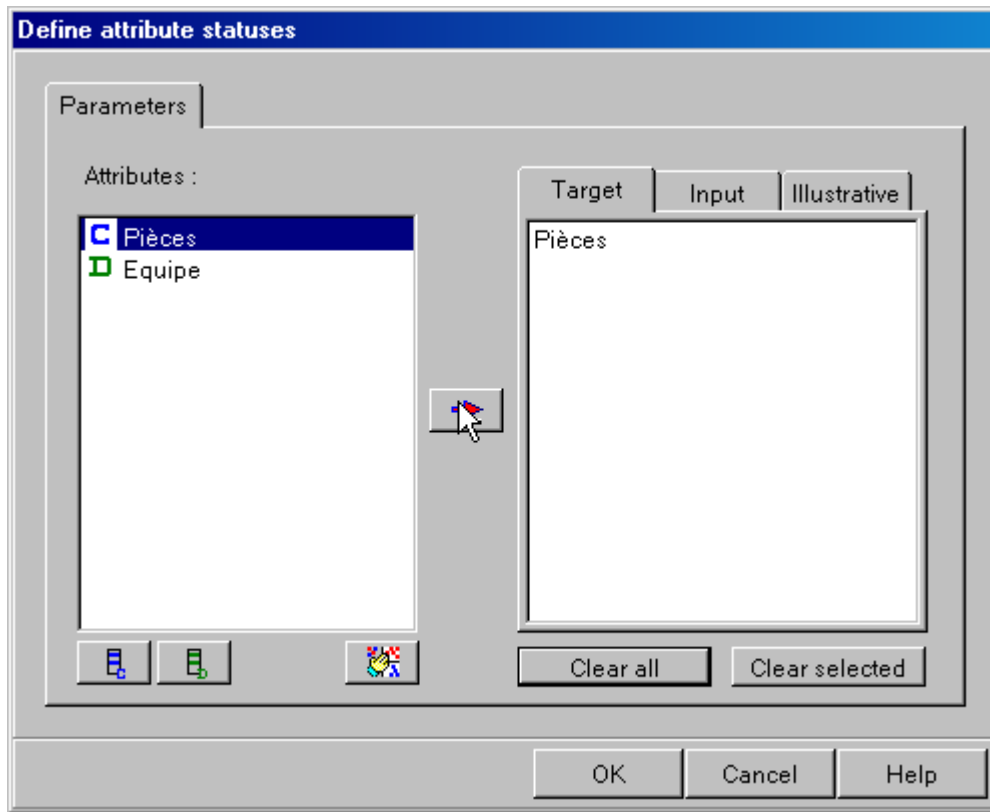 Define attribute statuses
Parameters
Attributes :
C Pièces
D Equipe
Target Input Illustrative
Pièces
C D
Clear all Clear selected
OK Cancel Help